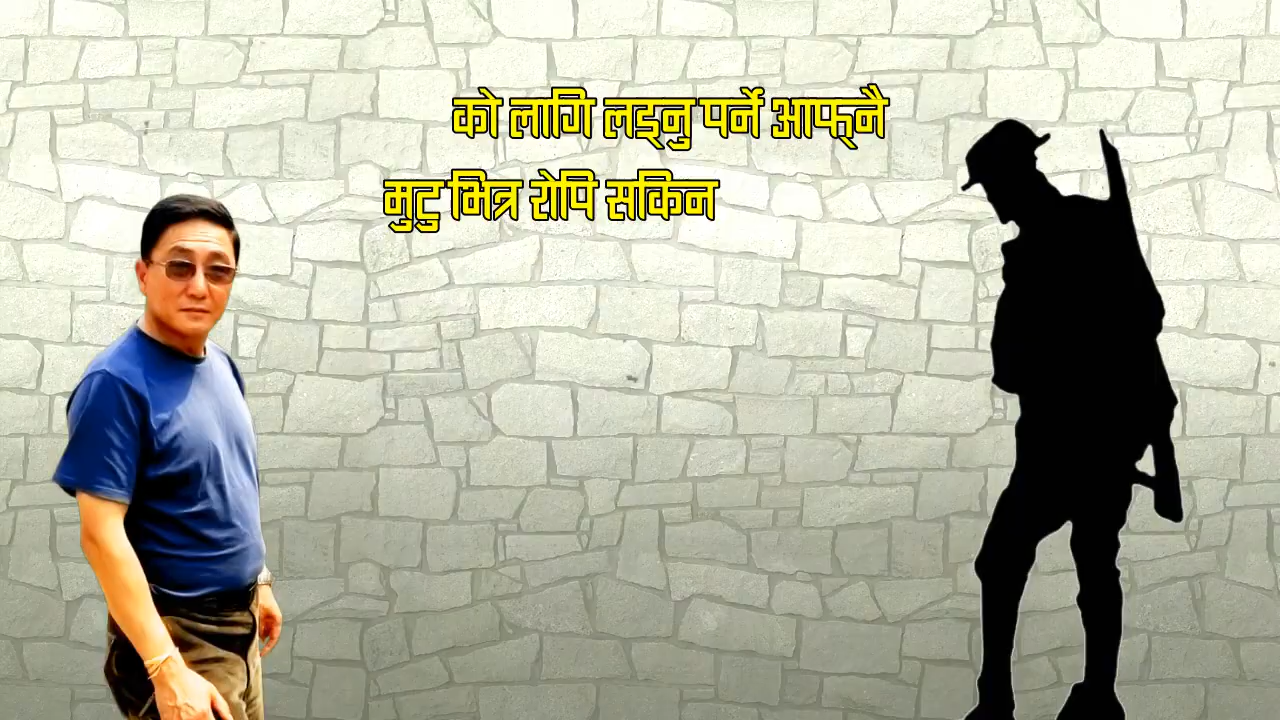 को लागि लड्नु पर्ने आफ्नै
मुटु भित्र रोपि सकिन